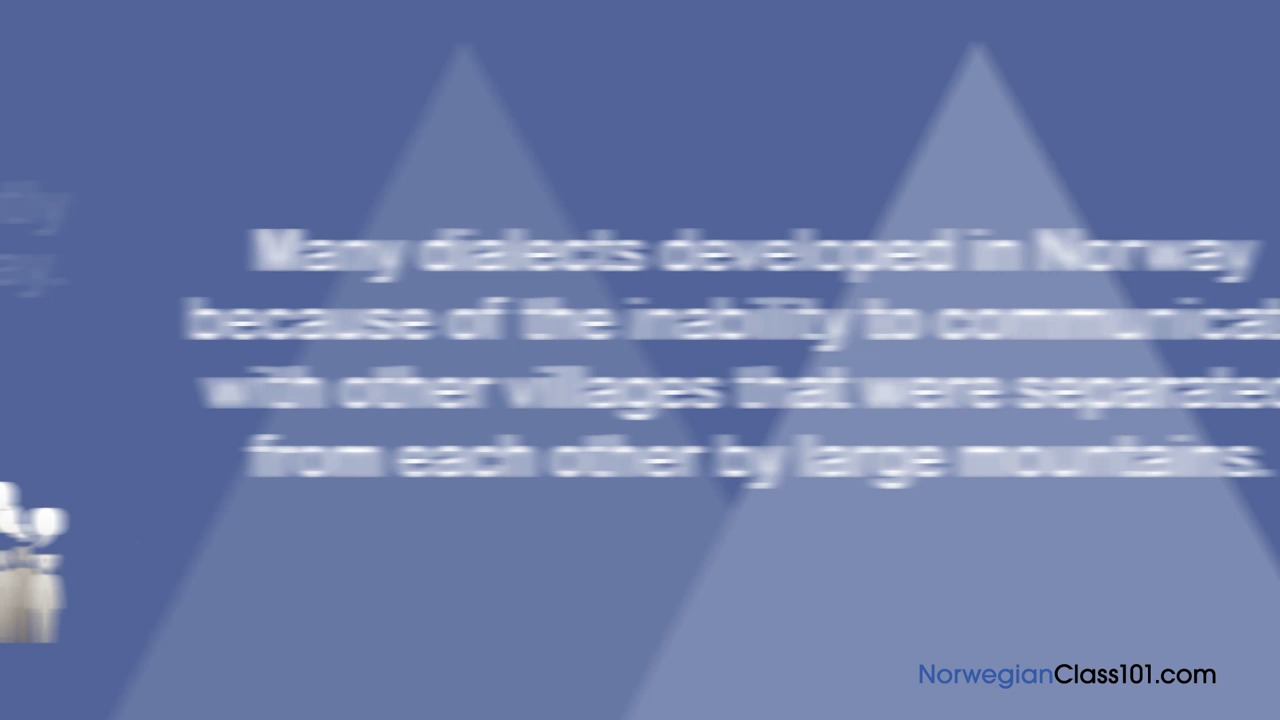 Many dialects developed in Norway
because of the inability to communicat
with other villages that were separated
from each other by large mountains.
NorwegianClass101.com